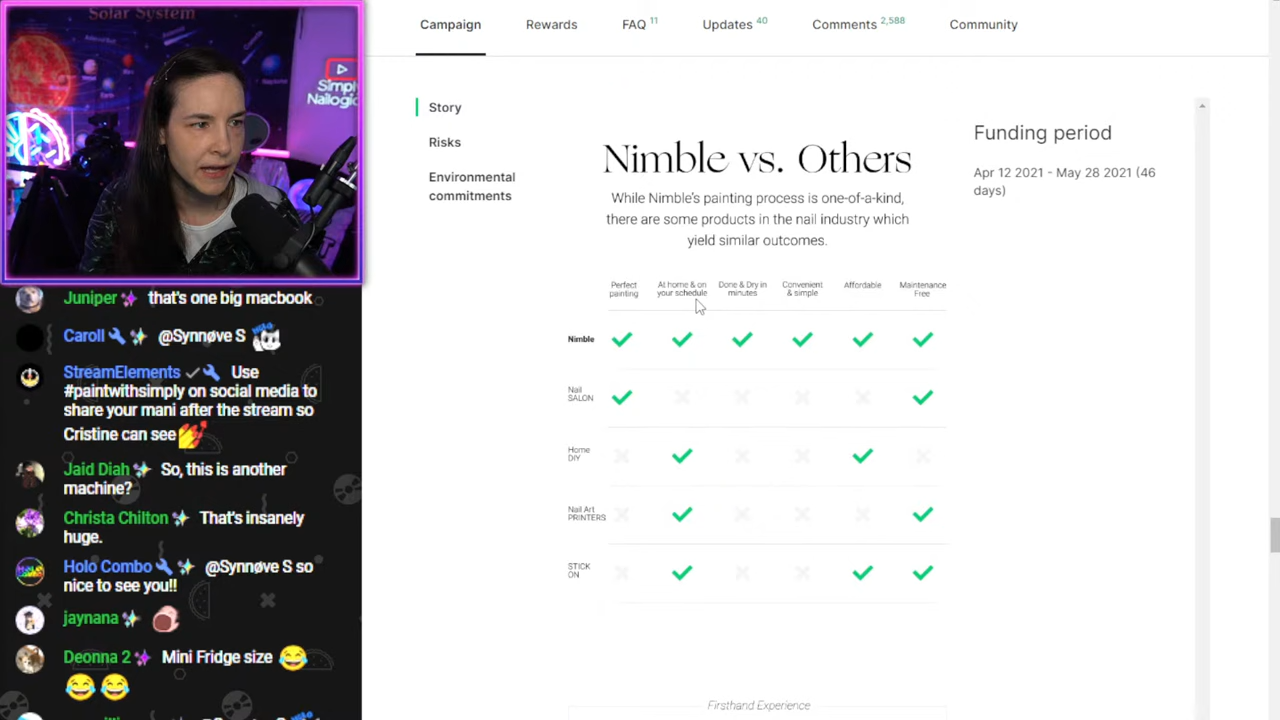 Solar System
Simply
Nailogic
Campaign
Rewards
FAQ 11
Updates 40
Comments 2,588
Community
Story
Risks
Environmental
commitments
Nimble vs. Others
While Nimble's painting process is one-of-a-kind,
there are some products in the nail industry which
yield similar outcomes.
Perfect
painting
At home & on
your schedule
Done & Dry in
minutes
Convenient
& simple
Affordable
Maintenance
Free
Nimble
Nail
SALON
Home
DIY
Nail Art
PRINTERS
STICK
ON
Firsthand Experience
Funding period
Apr 12 2021 - May 28 2021 (46
days)
Juniper that's one big macbook
Caroll @Synnøve S
StreamElements Use
#paintwithsimply on social media to
share your mani after the stream so
Cristine can see
Jaid Diah So, this is another
machine?
Christa Chilton That's insanely
huge.
Holo Combo @Synnøve S so
nice to see you!!
jaynana
Deonna 2 Mini Fridge size